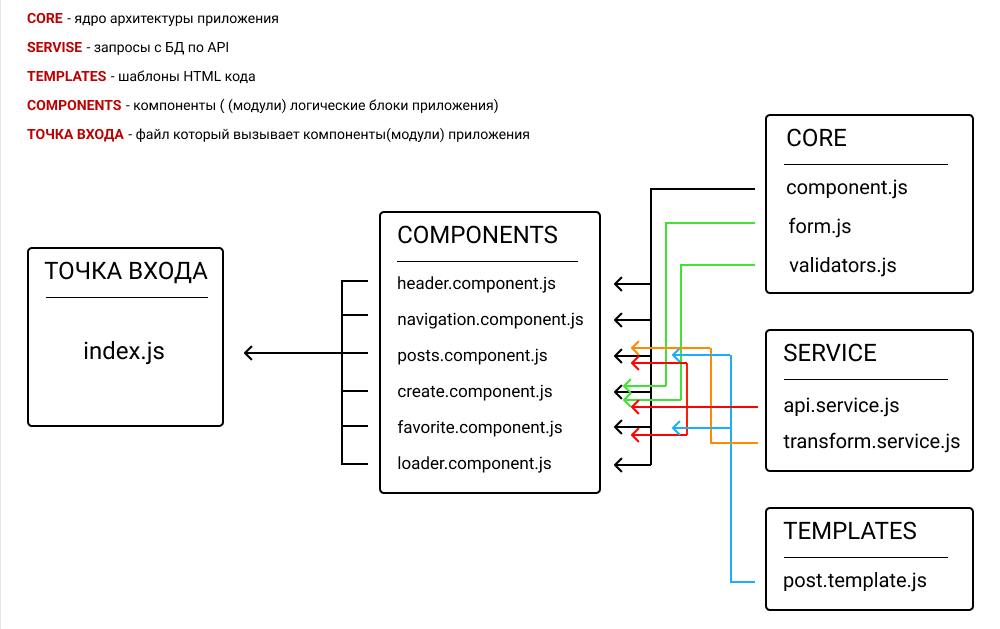 CORE - ядро архитектуры приложения
SERVISE - запросы с БД по API
TEMPLATES - шаблоны HTML кода
COMPONENTS - компоненты ( (модули) логические блоки приложения)
ТОЧКА ВХОДА - файл который вызывает компоненты(модули) приложения
ТОЧКА ВХОДА
index.js
COMPONENTS
header.component.js
navigation.component.js
posts.component.js
create.component.js
favorite.component.js
loader.component.js
CORE
component.js
form.js
validators.js
SERVICE
api.service.js
transform.service.js
TEMPLATES
post.template.js